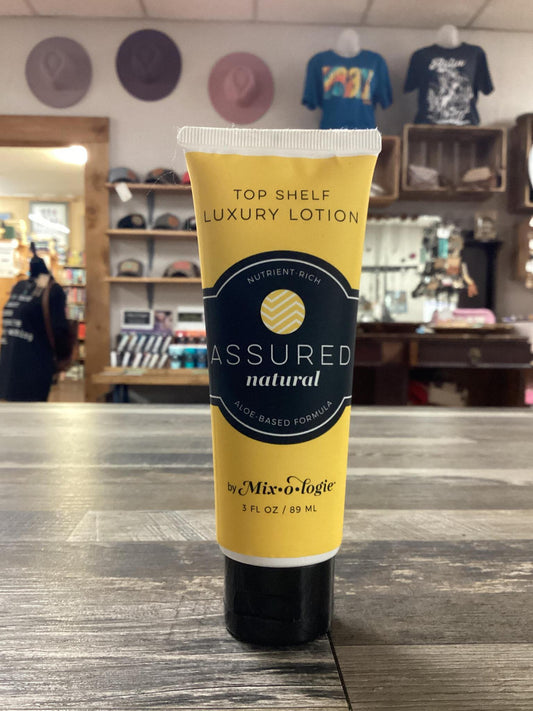 TOP SHELF
LUXURY LOTION
NUTRIENT-RICH
ASSURED
natural
ALOE-BASED FORMULA
by Mix•o•logie
3 FL OZ / 89 ML